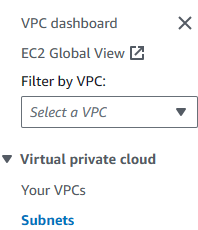 VPC dashboard
EC2 Global View
Filter by VPC:
Select a VPC
Virtual private cloud
Your VPCs
Subnets